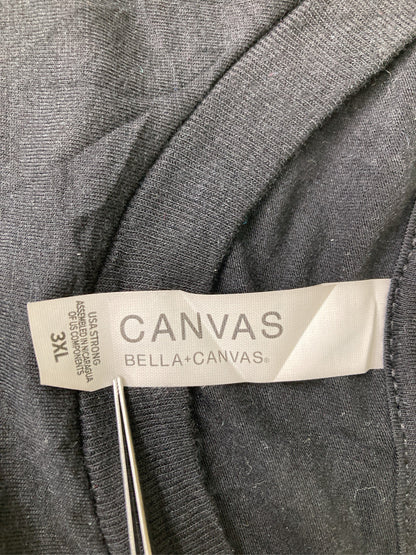 CANVAS
BELLA+CANVAS®
USA STRONG
ASSEMBLED IN NICARAGUA
OF US COMPONENTS
3XL